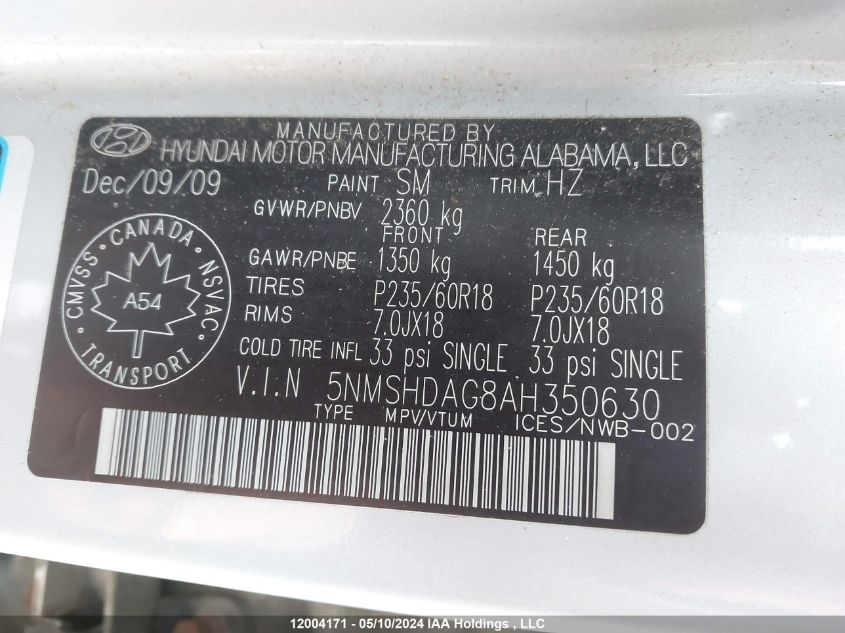 MANUFACTURED BY
HYUNDAI MOTOR MANUFACTURING ALABAMA, LLC
Dec/09/09 PAINT SM TRIM HZ
GVWR/PNBV 2360 kg
FRONT REAR
GAWR/PNBE 1350 kg 1450 kg
TIRES P235/60R18 P235/60R18
RIMS 7.0JX18 7.0JX18
COLD TIRE INFL 33 psi SINGLE 33 psi SINGLE
V.I.N 5NMSHDAG8AH350630
TYPE MPV/VTUM ICES/NWB-002
CMVSS CANADA NSVAC
A54
TRANSPORT
12004171 - 05/10/2024 IAA Holdings, LLC